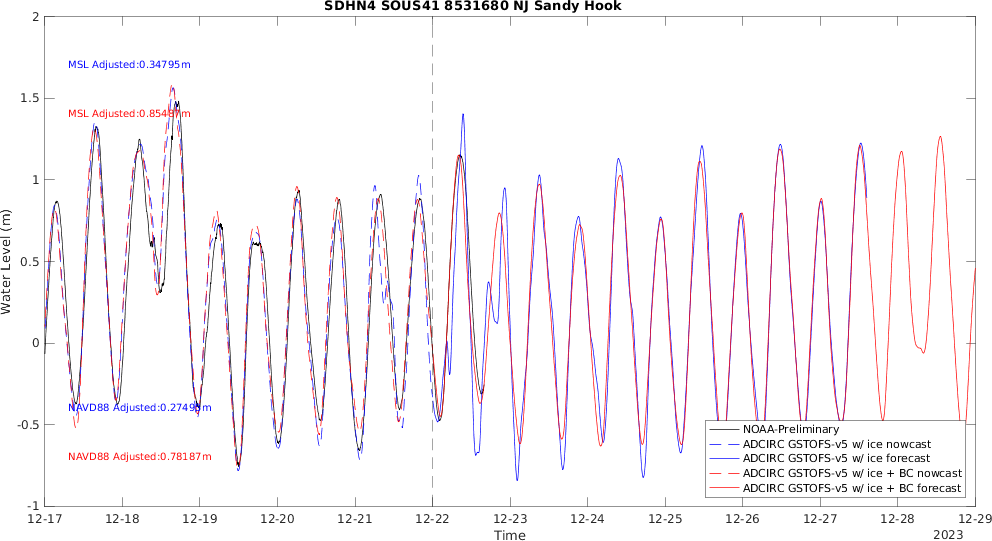 SDHN4 SOUS41 8531680 NJ Sandy Hook
2
1.5
1
0.5
0
-0.5
-1
Water Level (m)
MSL Adjusted:0.34795m
MSL Adjusted:0.85487m
NAVD88 Adjusted:0.27495m
NAVD88 Adjusted:0.78187m
NOAA-Preliminary
ADCIRC GSTOFS-v5 w/ ice nowcast
ADCIRC GSTOFS-v5 w/ ice forecast
ADCIRC GSTOFS-v5 w/ ice + BC nowcast
ADCIRC GSTOFS-v5 w/ ice + BC forecast
12-17 12-18 12-19 12-20 12-21 12-22 12-23 12-24 12-25 12-26 12-27 12-28 12-29
Time
2023